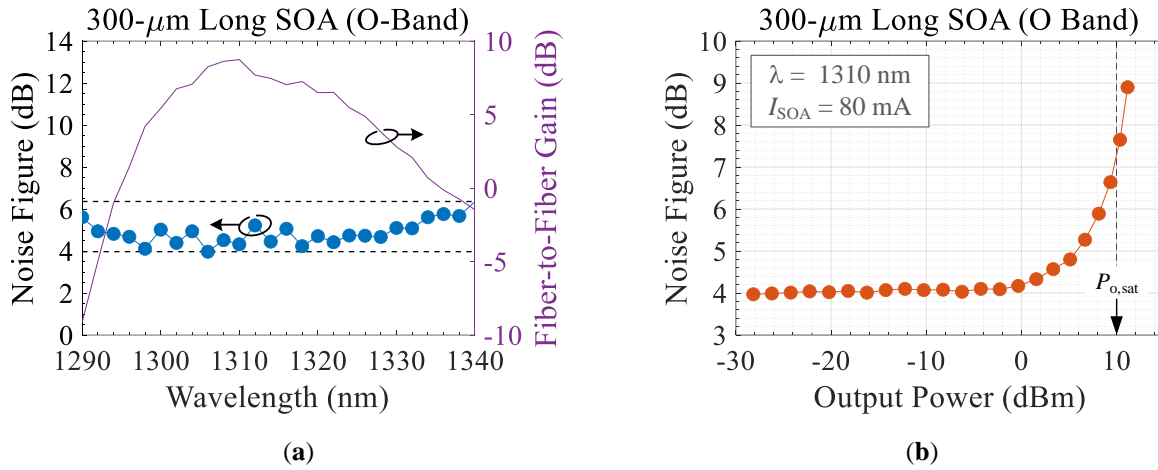 300-μm Long SOA (O-Band)
14
12
10
8
6
4
2
0
Noise Figure (dB)
10
5
0
-5
-10
Fiber-to-Fiber Gain (dB)
1290
1300
1310
1320
1330
1340
Wavelength (nm)
(a)
300-μm Long SOA (O Band)
10
9
8
7
6
5
4
3
Noise Figure (dB)
λ = 1310 nm
I_SOA = 80 mA
P_o,sat
-30
-20
-10
0
10
Output Power (dBm)
(b)